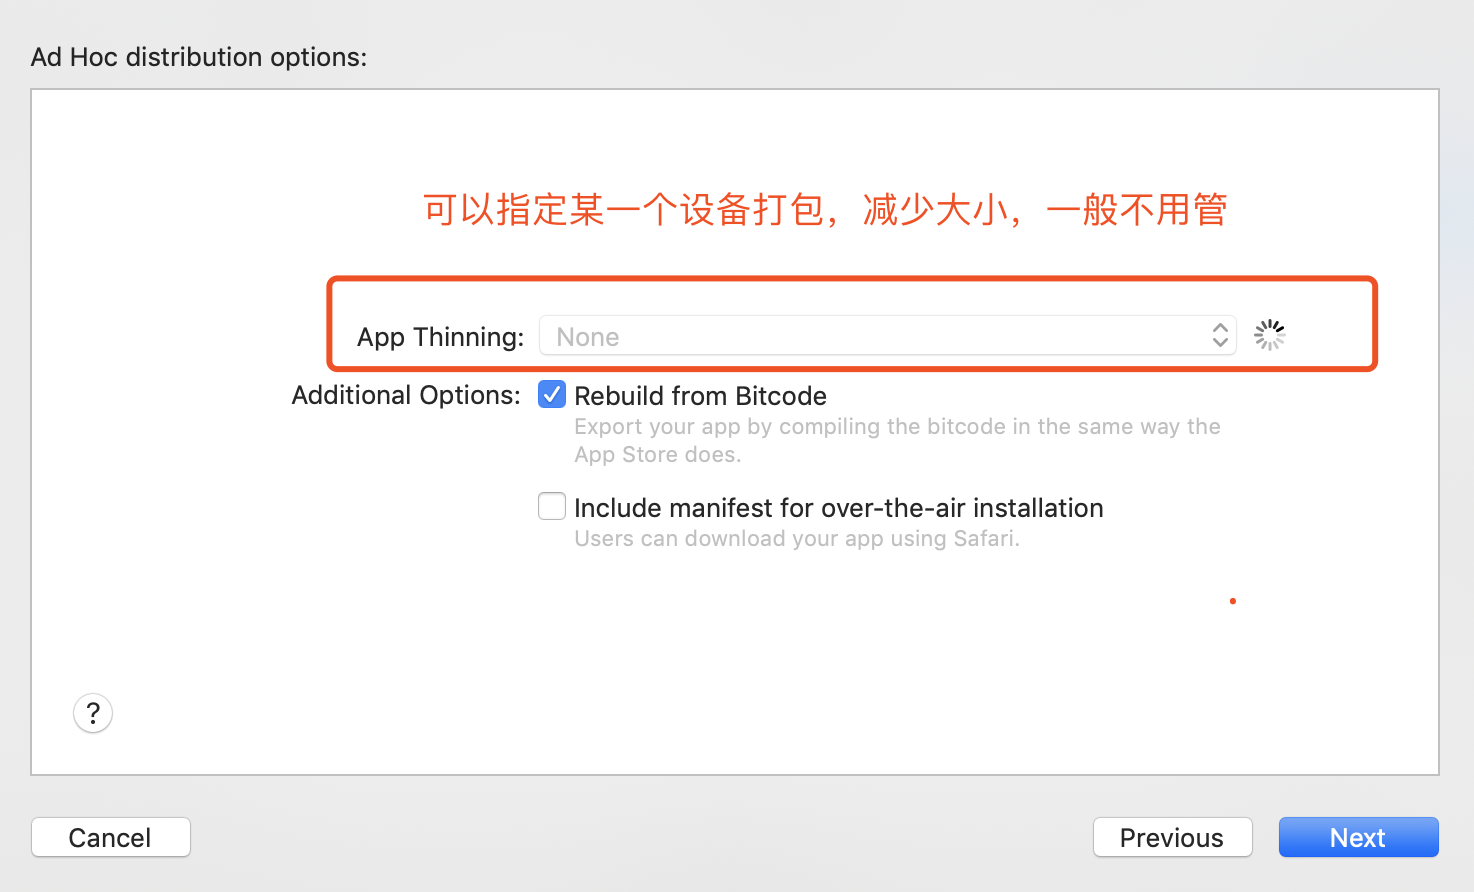 Ad Hoc distribution options:
可以指定某一个设备打包，减少大小，一般不用管
App Thinning: None
Additional Options: Rebuild from Bitcode
Export your app by compiling the bitcode in the same way the
App Store does.
Include manifest for over-the-air installation
Users can download your app using Safari.
?
Cancel Previous Next